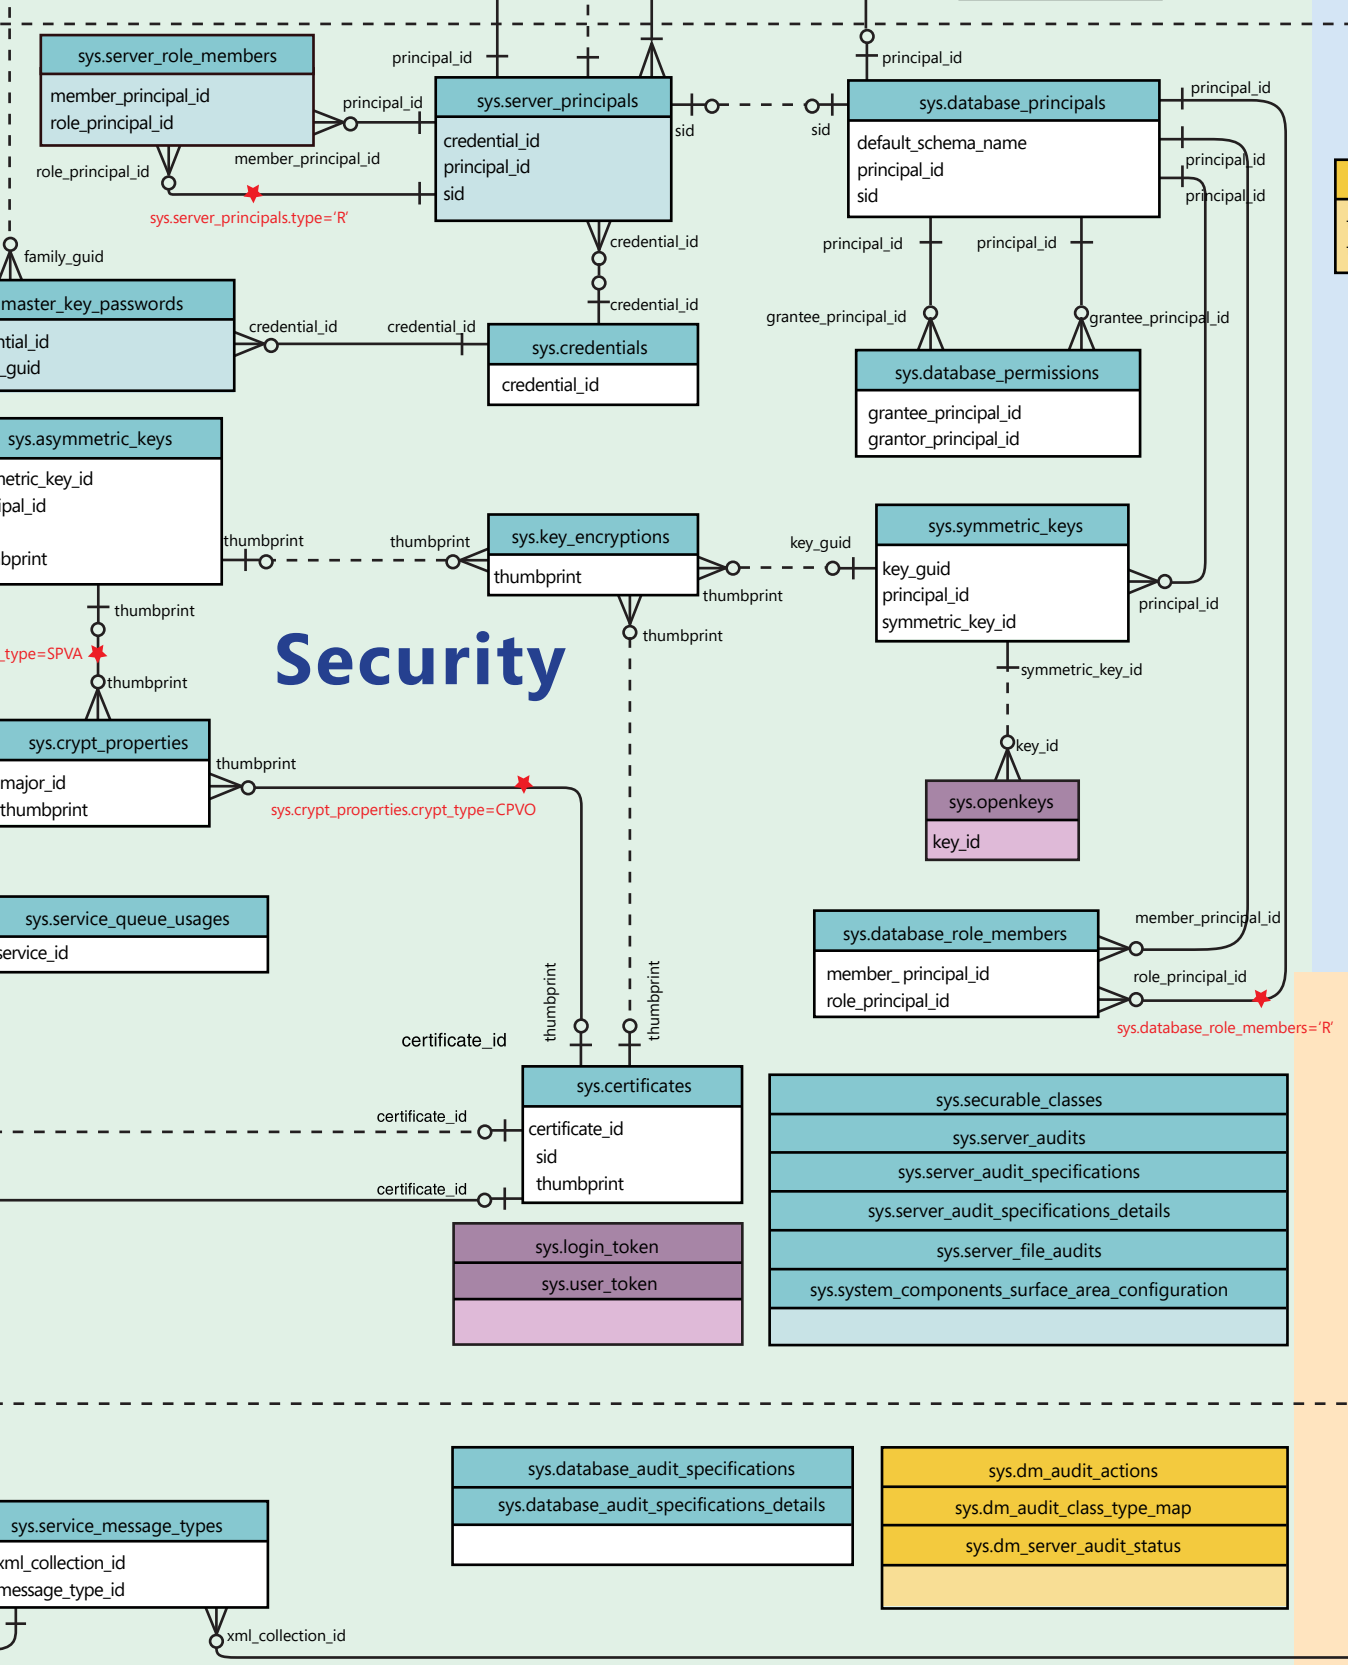 sys.server_role_members
member_principal_id
role_principal_id
principal_id
principal_id
member_principal_id
role_principal_id
sys.server_principals.type=‘R’
sys.server_principals
credential_id
principal_id
sid
sid
sid
principal_id
sys.database_principals
default_schema_name
principal_id
sid
principal_id
principal_id
principal_id
family_guid
credential_id
credential_id
principal_id
principal_id
master_key_passwords
ntial_id
_guid
credential_id
credential_id
sys.credentials
credential_id
grantee_principal_id
grantee_principal_id
sys.database_permissions
grantee_principal_id
grantor_principal_id
sys.asymmetric_keys
netric_key_id
ipal_id
bprint
thumbprint
thumbprint
sys.key_encryptions
thumbprint
key_guid
thumbprint
sys.symmetric_keys
key_guid
principal_id
symmetric_key_id
principal_id
thumbprint
_type=SPVA
thumbprint
Security
thumbprint
symmetric_key_id
key_id
sys.crypt_properties
major_id
thumbprint
thumbprint
sys.crypt_properties.crypt_type=CPVO
sys.openkeys
key_id
sys.service_queue_usages
service_id
sys.database_role_members
member_ principal_id
role_principal_id
member_principal_id
role_principal_id
sys.database_role_members=‘R’
thumbprint
thumbprint
certificate_id
sys.certificates
certificate_id
sid
thumbprint
certificate_id
certificate_id
sys.login_token
sys.user_token
sys.securable_classes
sys.server_audits
sys.server_audit_specifications
sys.server_audit_specifications_details
sys.server_file_audits
sys.system_components_surface_area_configuration
sys.database_audit_specifications
sys.database_audit_specifications_details
sys.dm_audit_actions
sys.dm_audit_class_type_map
sys.dm_server_audit_status
sys.service_message_types
xml_collection_id
message_type_id
xml_collection_id